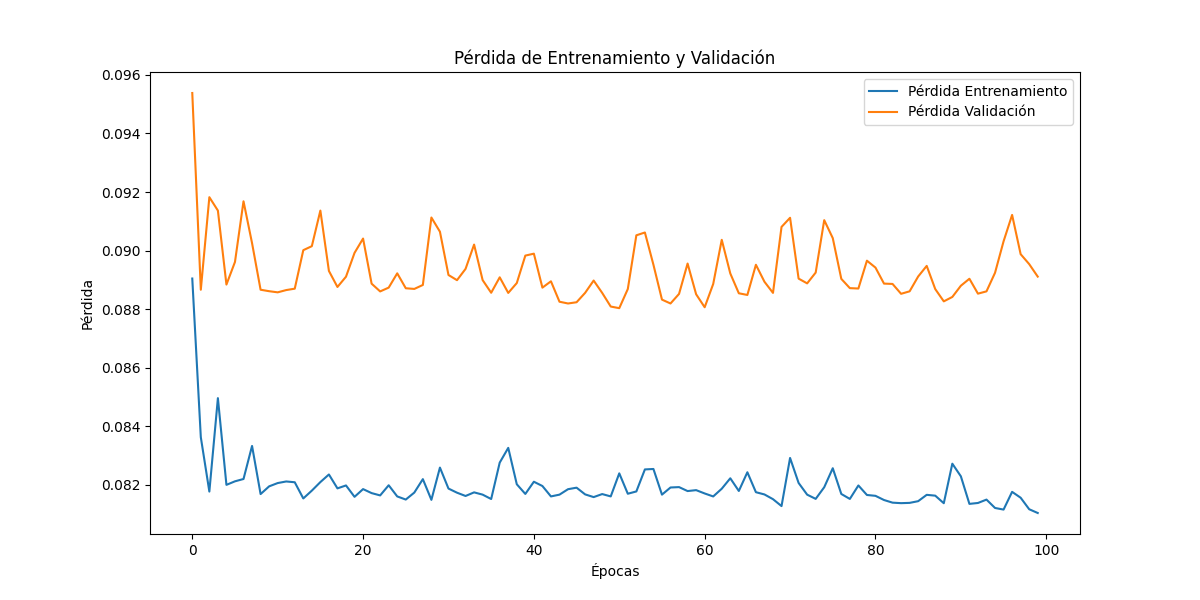 Pérdida de Entrenamiento y Validación
Pérdida Entrenamiento
Pérdida Validación
0.096
0.094
0.092
0.090
0.088
0.086
0.084
0.082
Pérdida
0 20 40 60 80 100
Épocas